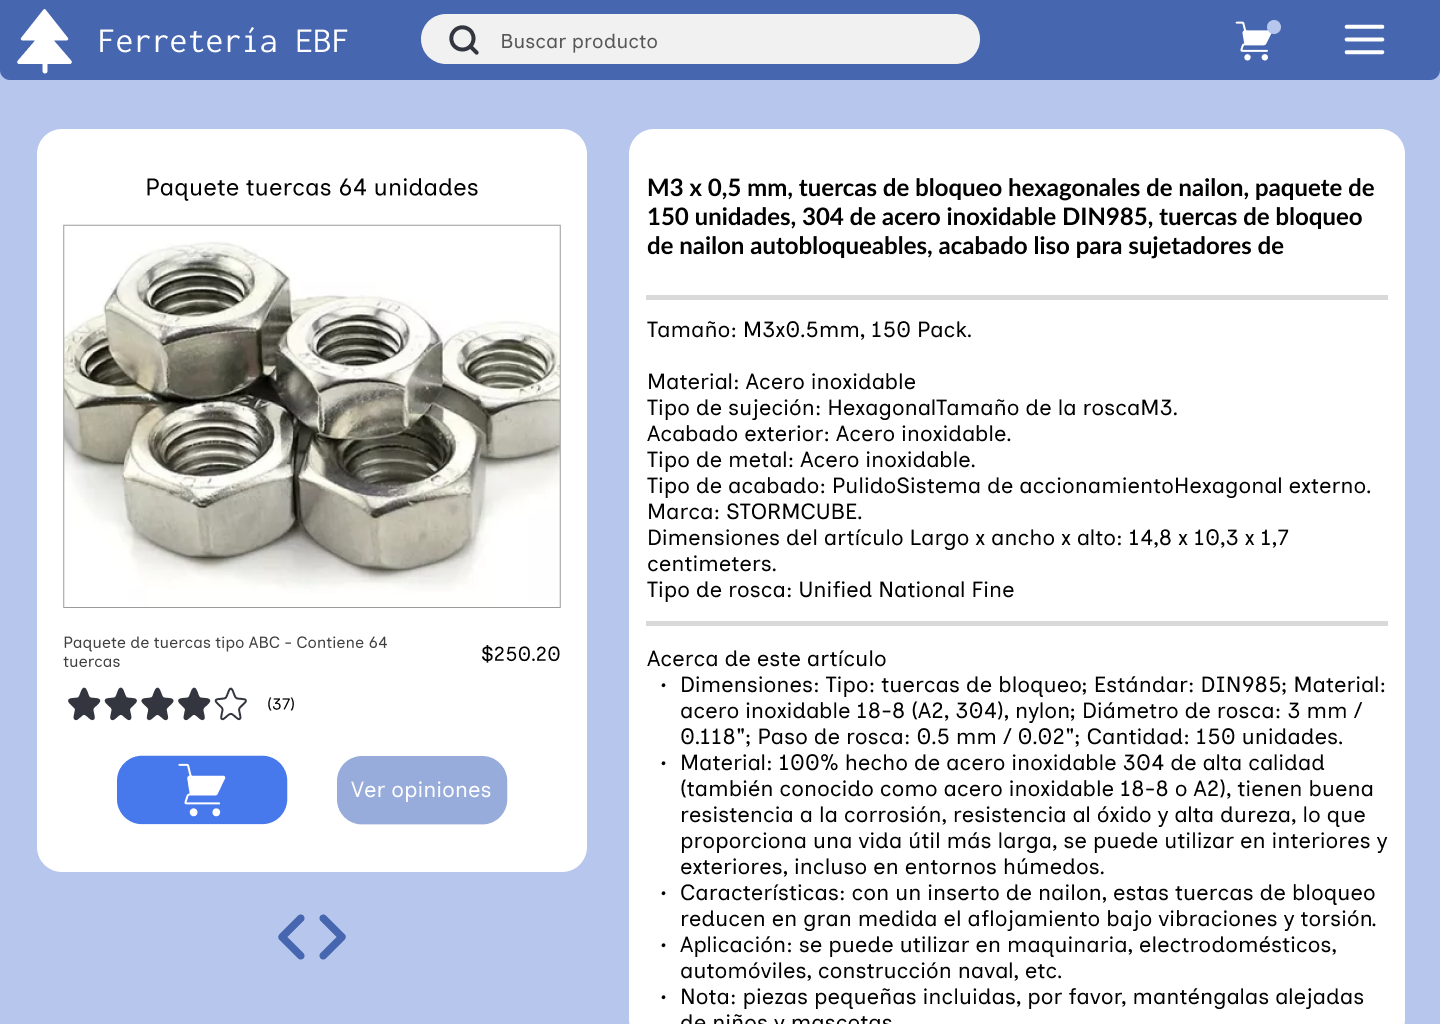 Ferretería EBF
Buscar producto
Paquete tuercas 64 unidades
Paquete de tuercas tipo ABC - Contiene 64
tuercas
$250.20
(37)
Ver opiniones
M3 x 0,5 mm, tuercas de bloqueo hexagonales de nailon, paquete de
150 unidades, 304 de acero inoxidable DIN985, tuercas de bloqueo
de nailon autobloqueables, acabado liso para sujetadores de
Tamaño: M3x0.5mm, 150 Pack.
Material: Acero inoxidable
Tipo de sujeción: HexagonalTamaño de la roscaM3.
Acabado exterior: Acero inoxidable.
Tipo de metal: Acero inoxidable.
Tipo de acabado: PulidoSistema de accionamientoHexagonal externo.
Marca: STORMCUBE.
Dimensiones del artículo Largo x ancho x alto: 14,8 x 10,3 x 1,7
centimeters.
Tipo de rosca: Unified National Fine
Acerca de este artículo
• Dimensiones: Tipo: tuercas de bloqueo; Estándar: DIN985; Material:
acero inoxidable 18-8 (A2, 304), nylon; Diámetro de rosca: 3 mm /
0.118"; Paso de rosca: 0.5 mm / 0.02"; Cantidad: 150 unidades.
• Material: 100% hecho de acero inoxidable 304 de alta calidad
(también conocido como acero inoxidable 18-8 o A2), tienen buena
resistencia a la corrosión, resistencia al óxido y alta dureza, lo que
proporciona una vida útil más larga, se puede utilizar en interiores y
exteriores, incluso en entornos húmedos.
• Características: con un inserto de nailon, estas tuercas de bloqueo
reducen en gran medida el aflojamiento bajo vibraciones y torsión.
• Aplicación: se puede utilizar en maquinaria, electrodomésticos,
automóviles, construcción naval, etc.
• Nota: piezas pequeñas incluidas, por favor, manténgalas alejadas
de niños y mascotas.